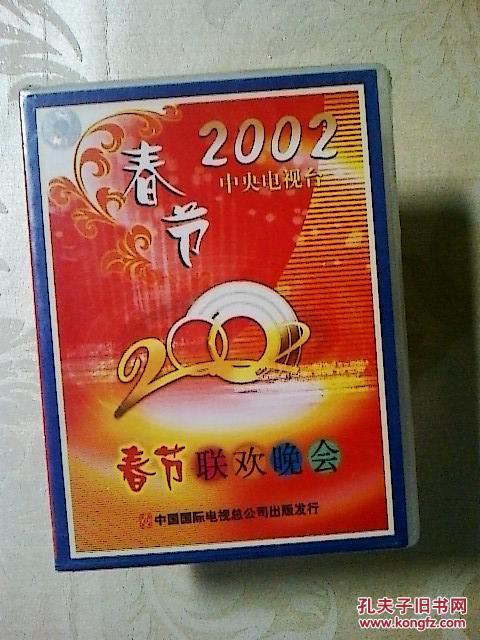 2002
中央电视台
春节
2002
春节联欢晚会
中国国际电视总公司出版发行
孔夫子旧书网
www.kongfz.com